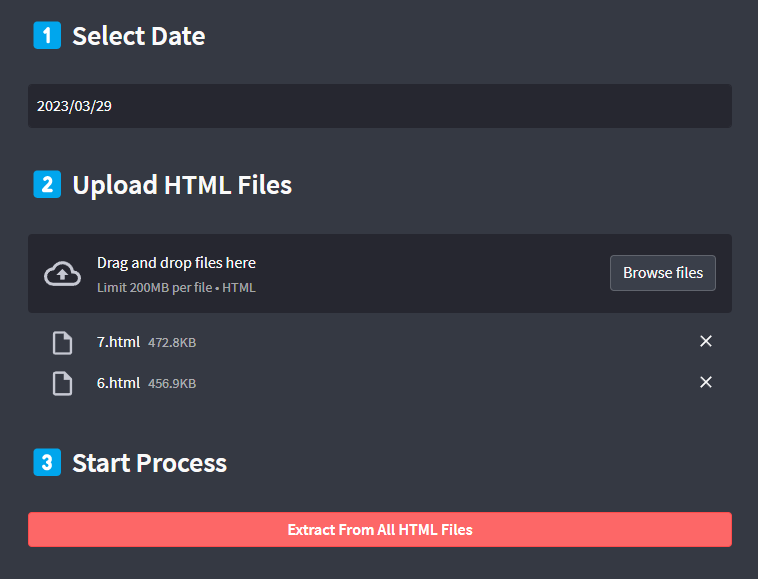 1 Select Date
2023/03/29
2 Upload HTML Files
Drag and drop files here
Limit 200MB per file • HTML
Browse files
7.html 472.8KB
6.html 456.9KB
3 Start Process
Extract From All HTML Files